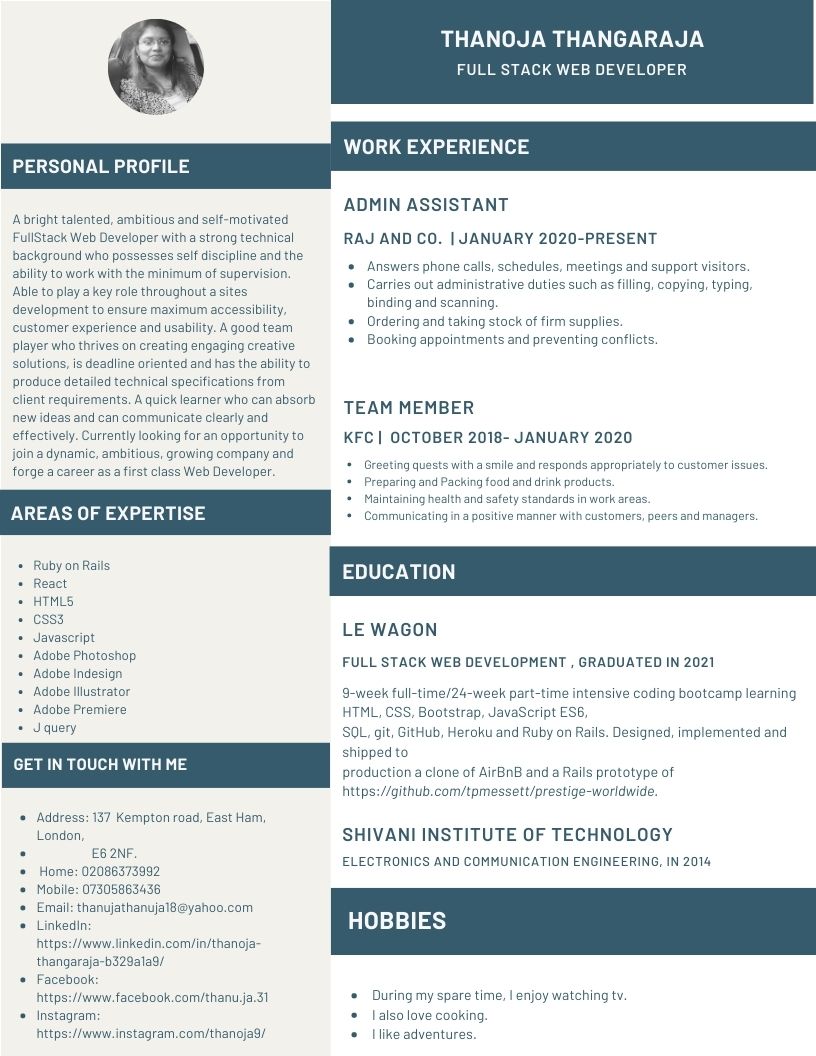 THANOJA THANGARAJA
FULL STACK WEB DEVELOPER
PERSONAL PROFILE
A bright talented, ambitious and self-motivated
FullStack Web Developer with a strong technical
background who possesses self discipline and the
ability to work with the minimum of supervision.
Able to play a key role throughout a sites
development to ensure maximum accessibility,
customer experience and usability. A good team
player who thrives on creating engaging creative
solutions, is deadline oriented and has the ability to
produce detailed technical specifications from
client requirements. A quick learner who can absorb
new ideas and can communicate clearly and
effectively. Currently looking for an opportunity to
join a dynamic, ambitious, growing company and
forge a career as a first class Web Developer.
AREAS OF EXPERTISE
• Ruby on Rails
• React
• HTML5
• CSS3
• Javascript
• Adobe Photoshop
• Adobe Indesign
• Adobe Illustrator
• Adobe Premiere
• J query
GET IN TOUCH WITH ME
• Address: 137 Kempton road, East Ham,
London,
• E6 2NF.
• Home: 02086373992
• Mobile: 07305863436
• Email: thanujathanuja18@yahoo.com
• LinkedIn:
https://www.linkedin.com/in/thanoja-
thangaraja-b329a1a9/
• Facebook:
https://www.facebook.com/thanu.ja.31
• Instagram:
https://www.instagram.com/thanoja9/
WORK EXPERIENCE
ADMIN ASSISTANT
RAJ AND CO. | JANUARY 2020-PRESENT
• Answers phone calls, schedules, meetings and support visitors.
• Carries out administrative duties such as filling, copying, typing,
binding and scanning.
• Ordering and taking stock of firm supplies.
• Booking appointments and preventing conflicts.
TEAM MEMBER
KFC | OCTOBER 2018- JANUARY 2020
• Greeting quests with a smile and responds appropriately to customer issues.
• Preparing and Packing food and drink products.
• Maintaining health and safety standards in work areas.
• Communicating in a positive manner with customers, peers and managers.
EDUCATION
LE WAGON
FULL STACK WEB DEVELOPMENT , GRADUATED IN 2021
9-week full-time/24-week part-time intensive coding bootcamp learning
HTML, CSS, Bootstrap, JavaScript ES6,
SQL, git, GitHub, Heroku and Ruby on Rails. Designed, implemented and
shipped to
production a clone of AirBnB and a Rails prototype of
https://github.com/tpmessett/prestige-worldwide.
SHIVANI INSTITUTE OF TECHNOLOGY
ELECTRONICS AND COMMUNICATION ENGINEERING, IN 2014
HOBBIES
• During my spare time, I enjoy watching tv.
• I also love cooking.
• I like adventures.